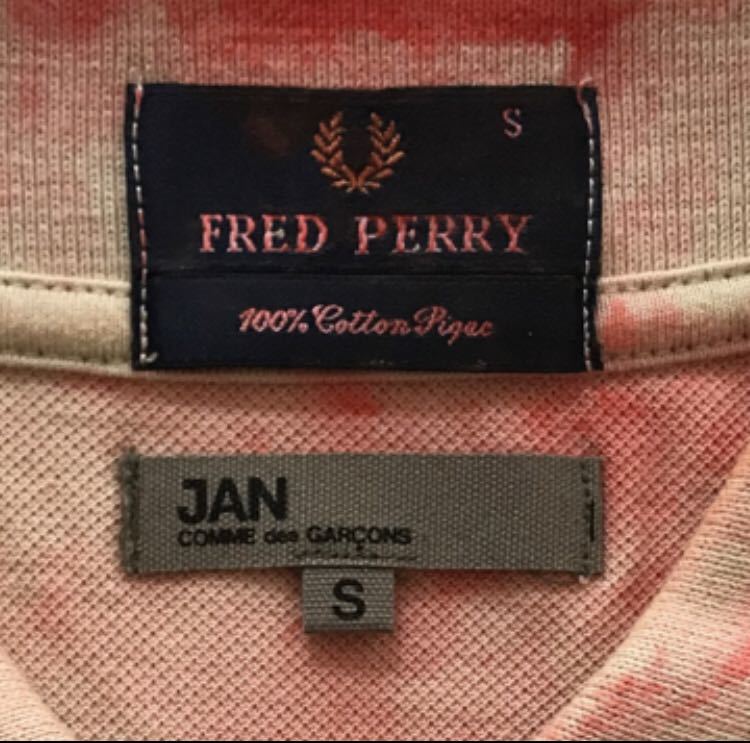 S
FRED PERRY
100% Cotton Pique
JAN
COMME des GARÇONS
S